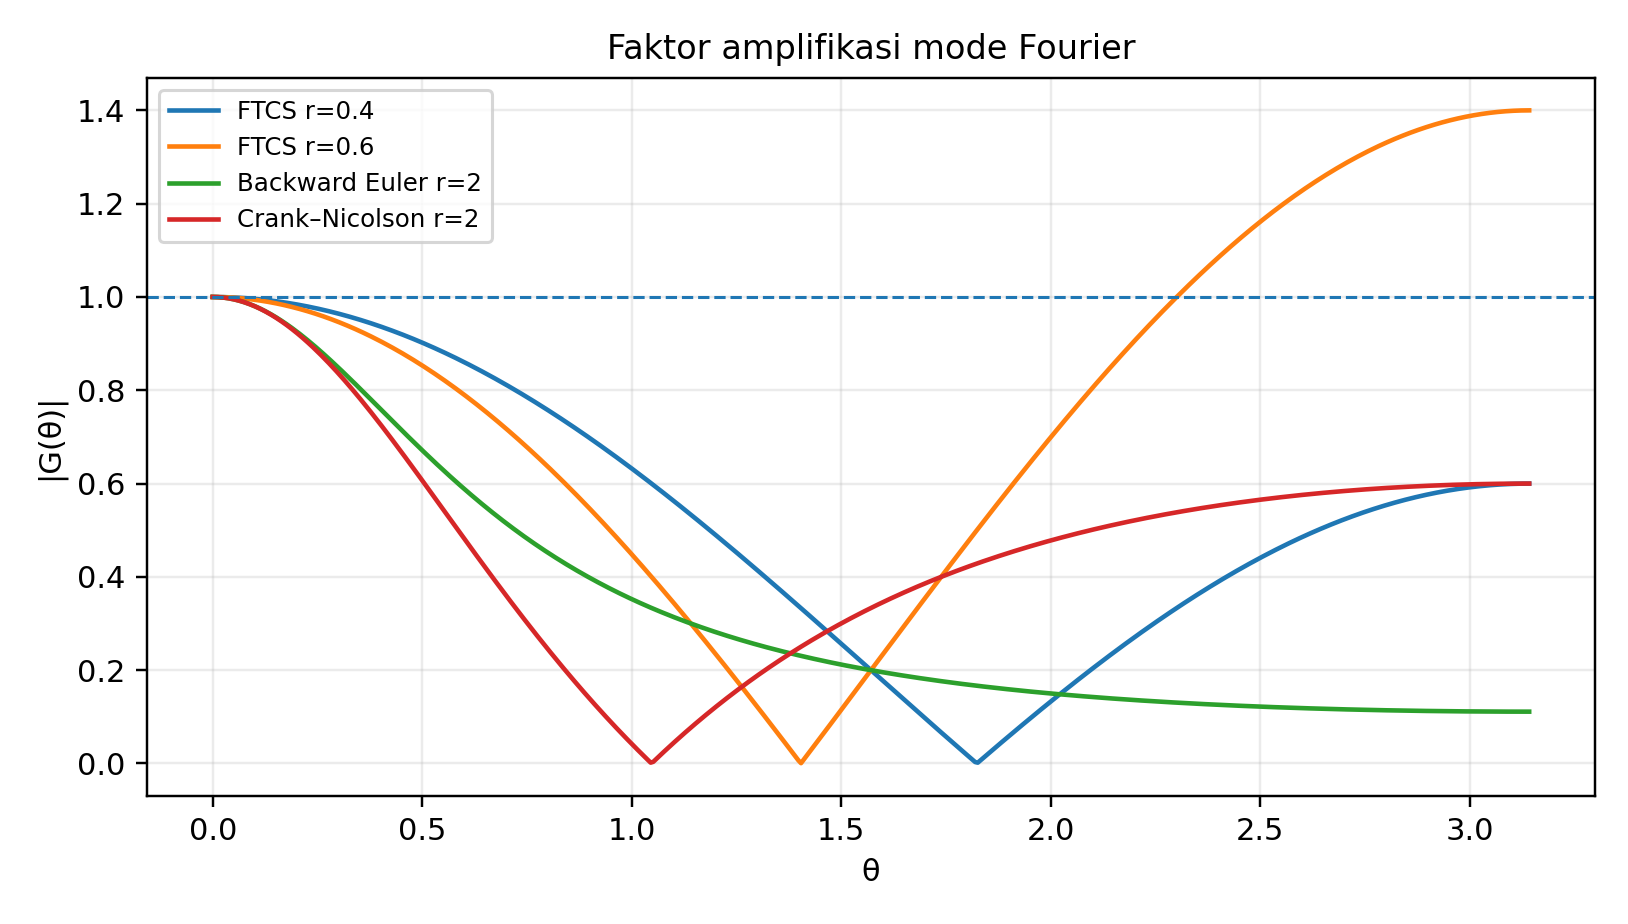 Faktor amplifikasi mode Fourier
FTCS r=0.4
FTCS r=0.6
Backward Euler r=2
Crank–Nicolson r=2
|G(θ)|
1.4
1.2
1.0
0.8
0.6
0.4
0.2
0.0
0.0 0.5 1.0 1.5 2.0 2.5 3.0
θ